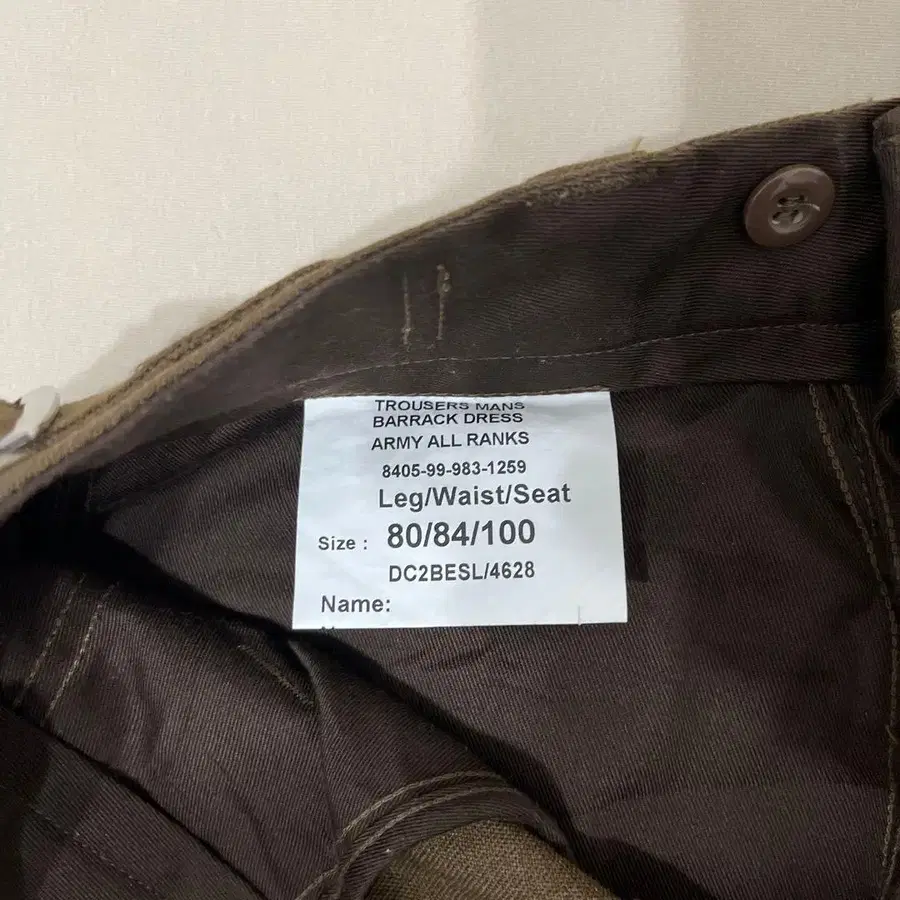 TROUSERS MANS
BARRACK DRESS
ARMY ALL RANKS
8405-99-983-1259
Leg/Waist/Seat
Size : 80/84/100
DC2BESL/4628
Name: